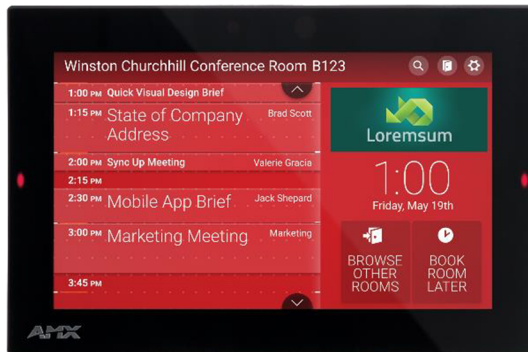 Winston Churchhill Conference Room B123
1:00 PM Quick Visual Design Brief
1:15 PM State of Company Address Brad Scott
2:00 PM Sync Up Meeting Valerie Gracia
2:15 PM
2:30 PM Mobile App Brief Jack Shepard
3:00 PM Marketing Meeting Marketing
3:45 PM
Loremsum
1:00
Friday, May 19th
BROWSE
OTHER
ROOMS
BOOK
ROOM
LATER
AMX